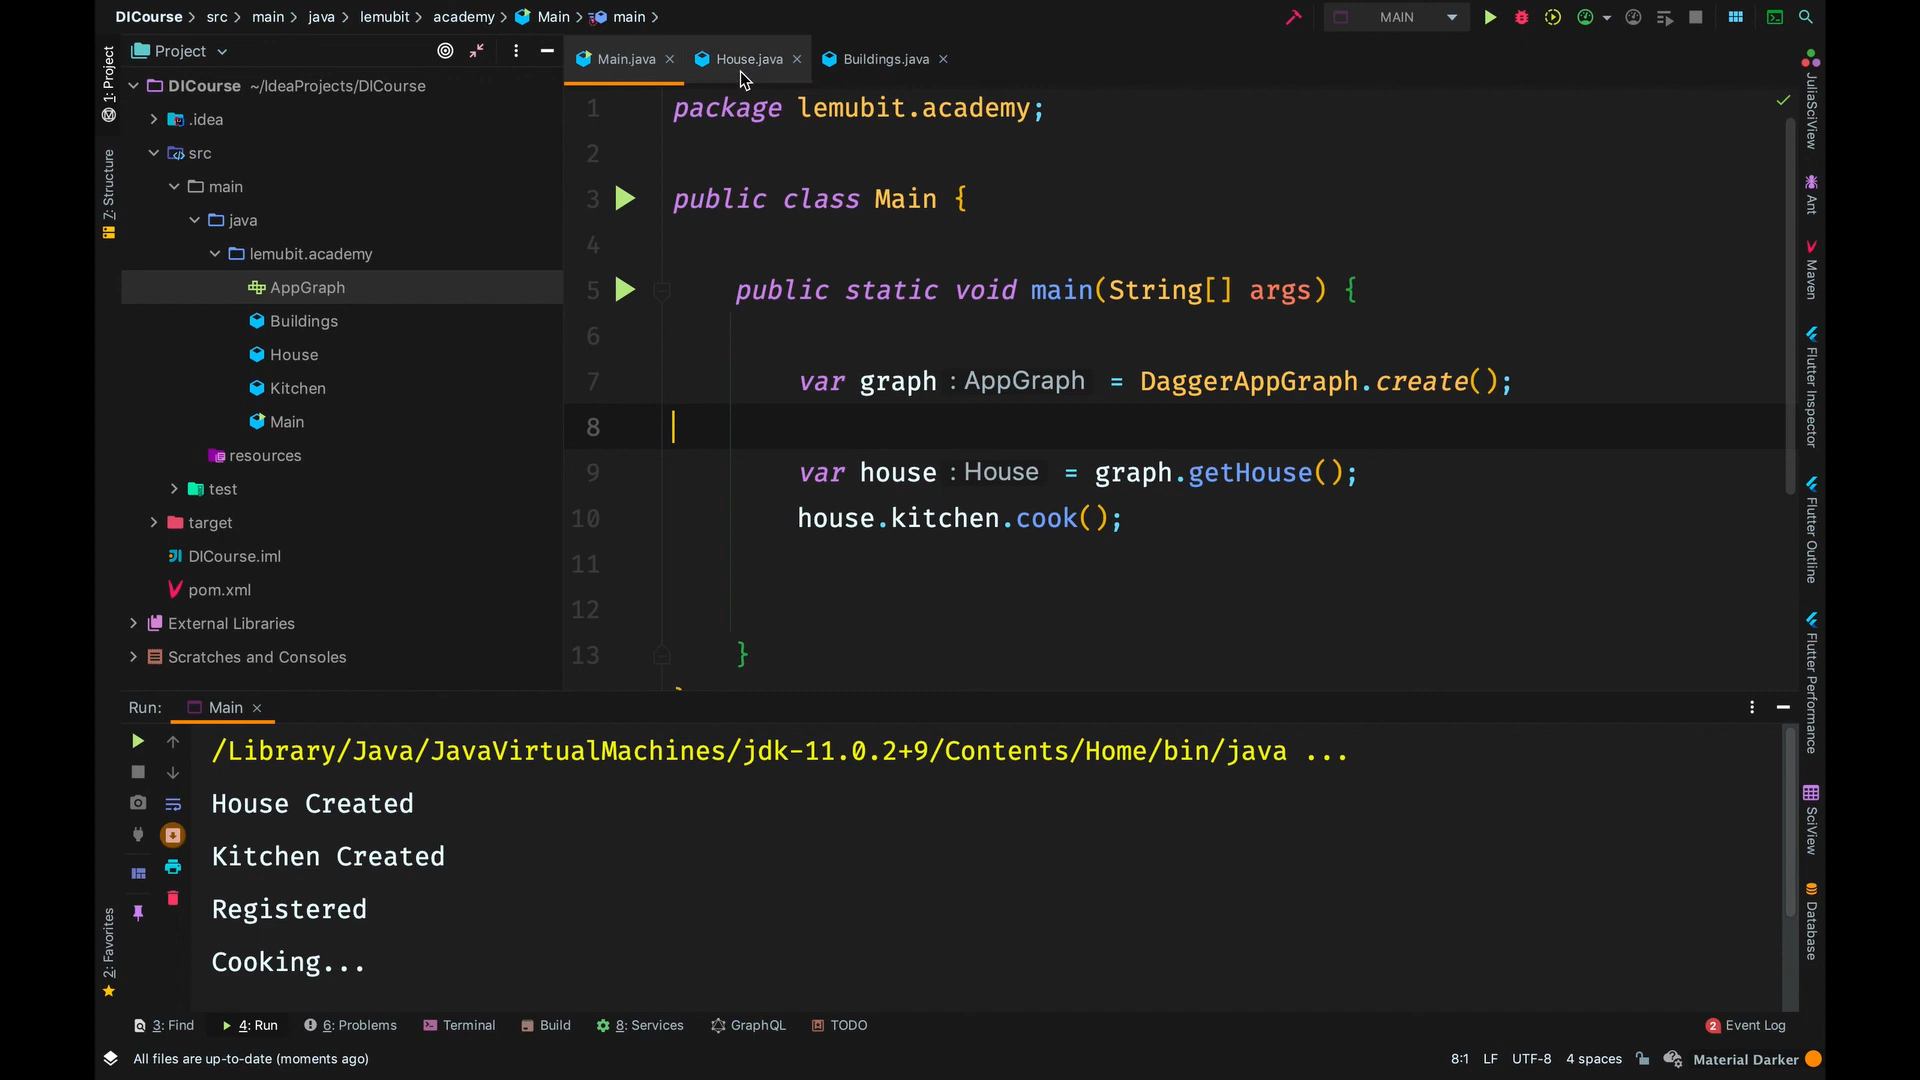 DICourse > src > main > java > lemubit > academy > Main > main >
MAIN
Project
Main.java × House.java × Buildings.java ×
1: Project
7: Structure
2: Favorites
DICourse ~/IdeaProjects/DICourse
.idea
src
main
java
lemubit.academy
AppGraph
Buildings
House
Kitchen
Main
resources
test
target
DICourse.iml
pom.xml
External Libraries
Scratches and Consoles
1 package lemubit.academy;
2
3 public class Main {
4
5 public static void main(String[] args) {
6
7 var graph : AppGraph = DaggerAppGraph.create();
8
9 var house : House = graph.getHouse();
10 house.kitchen.cook();
11
12
13 }
JuliaSciView
Ant
Maven
Flutter Inspector
Flutter Outline
Flutter Performance
SciView
Database
Run: Main ×
/Library/Java/JavaVirtualMachines/jdk-11.0.2+9/Contents/Home/bin/java ...
House Created
Kitchen Created
Registered
Cooking...
3: Find 4: Run 6: Problems Terminal Build 8: Services GraphQL TODO 2 Event Log
All files are up-to-date (moments ago) 8:1 LF UTF-8 4 spaces Material Darker